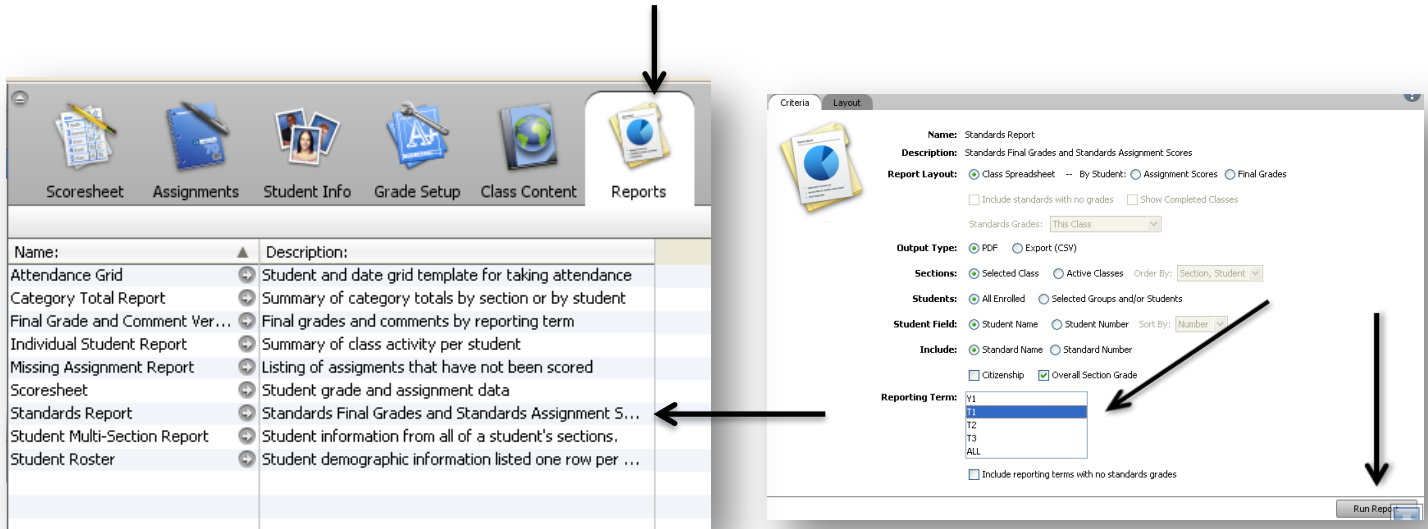 Scoresheet Assignments Student Info Grade Setup Class Content Reports
Name: Description:
Attendance Grid Student and date grid template for taking attendance
Category Total Report Summary of category totals by section or by student
Final Grade and Comment Ver... Final grades and comments by reporting term
Individual Student Report Summary of class activity per student
Missing Assignment Report Listing of assigments that have not been scored
Scoresheet Student grade and assignment data
Standards Report Standards Final Grades and Standards Assignment S...
Student Multi-Section Report Student information from all of a student's sections.
Student Roster Student demographic information listed one row per ...
Criteria Layout
Name: Standards Report
Description: Standards Final Grades and Standards Assignment Scores
Report Layout: Class Spreadsheet -- By Student: Assignment Scores Final Grades
Include standards with no grades Show Completed Classes
Standards Grades: This Class
Output Type: PDF Export (CSV)
Sections: Selected Class Active Classes Order By: Section, Student
Students: All Enrolled Selected Groups and/or Students
Student Field: Student Name Student Number Sort By: Number
Include: Standard Name Standard Number
Citizenship Overall Section Grade
Reporting Term: Y1
T1
T2
T3
ALL
Include reporting terms with no standards grades
Run Report